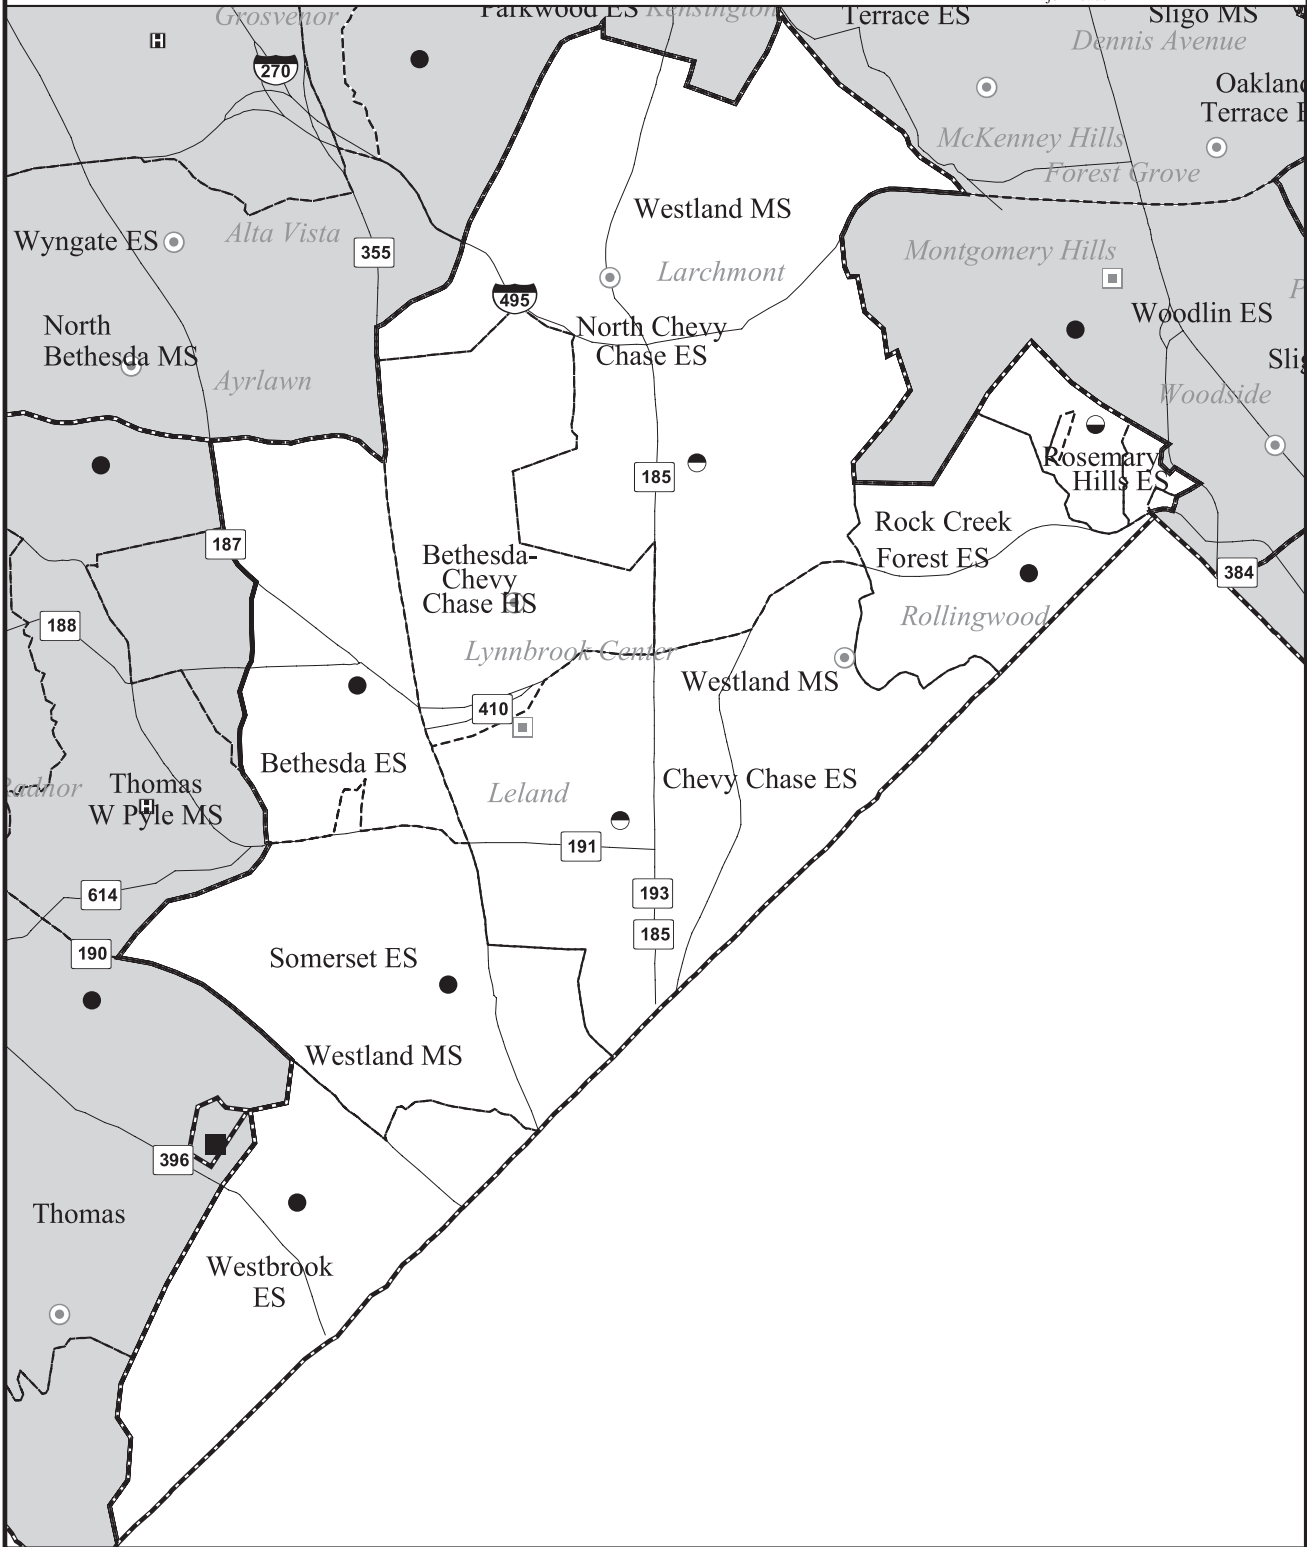 Grosvenor
Parkwood ES
Kensington
Terrace ES
Sligo MS
Dennis Avenue
H
270
Oakland
Terrace E
McKenney Hills
Forest Grove
Westland MS
Wyngate ES
Alta Vista
355
Montgomery Hills
Larchmont
495
P
Woodlin ES
North
Bethesda MS
North Chevy
Chase ES
Slig
Ayrlawn
Woodside
Rosemary
Hills ES
185
Rock Creek
Forest ES
187
Bethesda-
Chevy
Chase HS
384
188
Rollingwood
Lynnbrook Center
Westland MS
410
Bethesda ES
Chevy Chase ES
Radnor
Thomas
W Pyle MS
H
Leland
191
614
193
185
190
Somerset ES
Westland MS
396
Thomas
Westbrook
ES